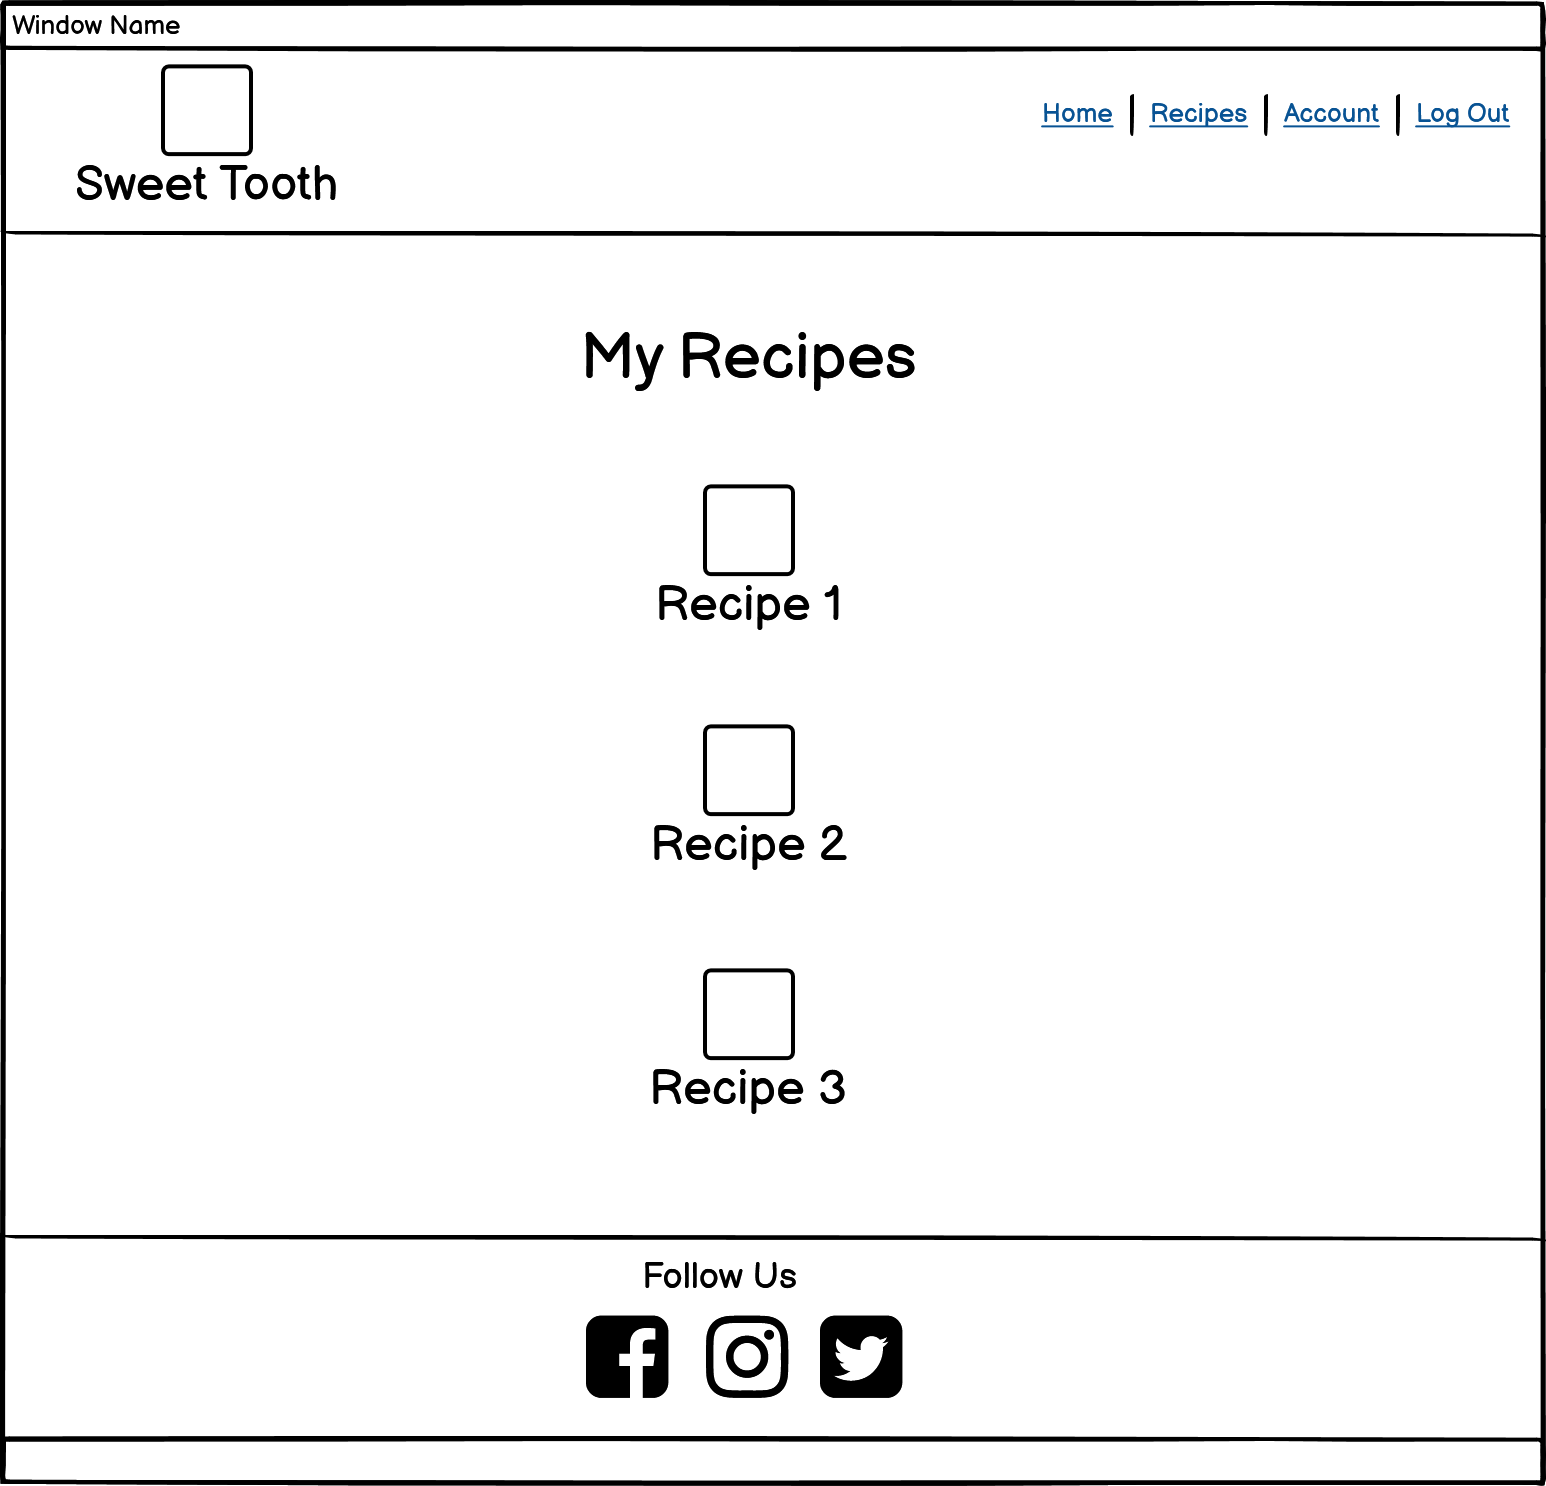 Window Name
Home | Recipes | Account | Log Out
Sweet Tooth
My Recipes
Recipe 1
Recipe 2
Recipe 3
Follow Us